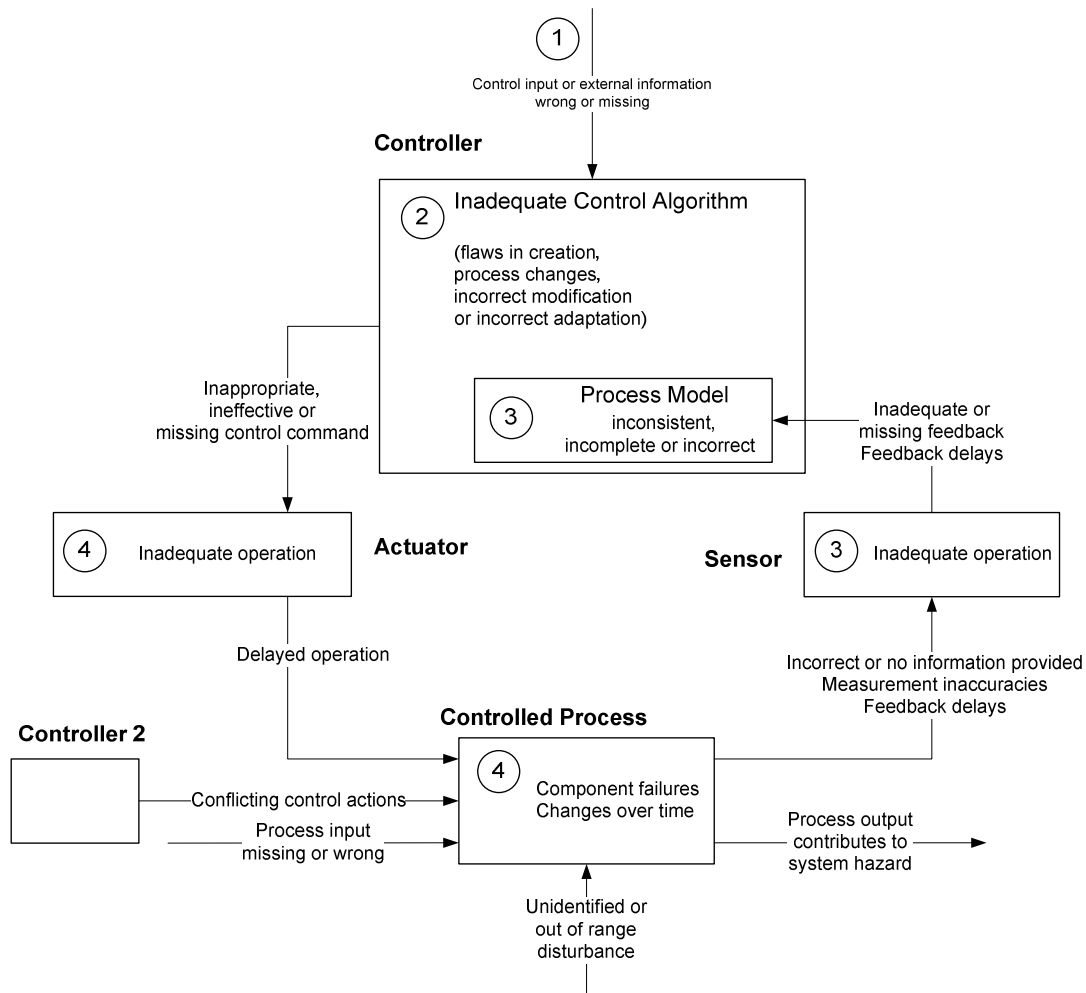 1
Control input or external information
wrong or missing
Controller
2
Inadequate Control Algorithm
(flaws in creation,
process changes,
incorrect modification
or incorrect adaptation)
Inappropriate,
ineffective or
missing control command
3
Process Model
inconsistent,
incomplete or incorrect
Inadequate or
missing feedback
Feedback delays
4
Inadequate operation
Actuator
Sensor
3
Inadequate operation
Delayed operation
Incorrect or no information provided
Measurement inaccuracies
Feedback delays
Controller 2
Controlled Process
4
Component failures
Changes over time
Conflicting control actions
Process input
missing or wrong
Process output
contributes to
system hazard
Unidentified or
out of range
disturbance